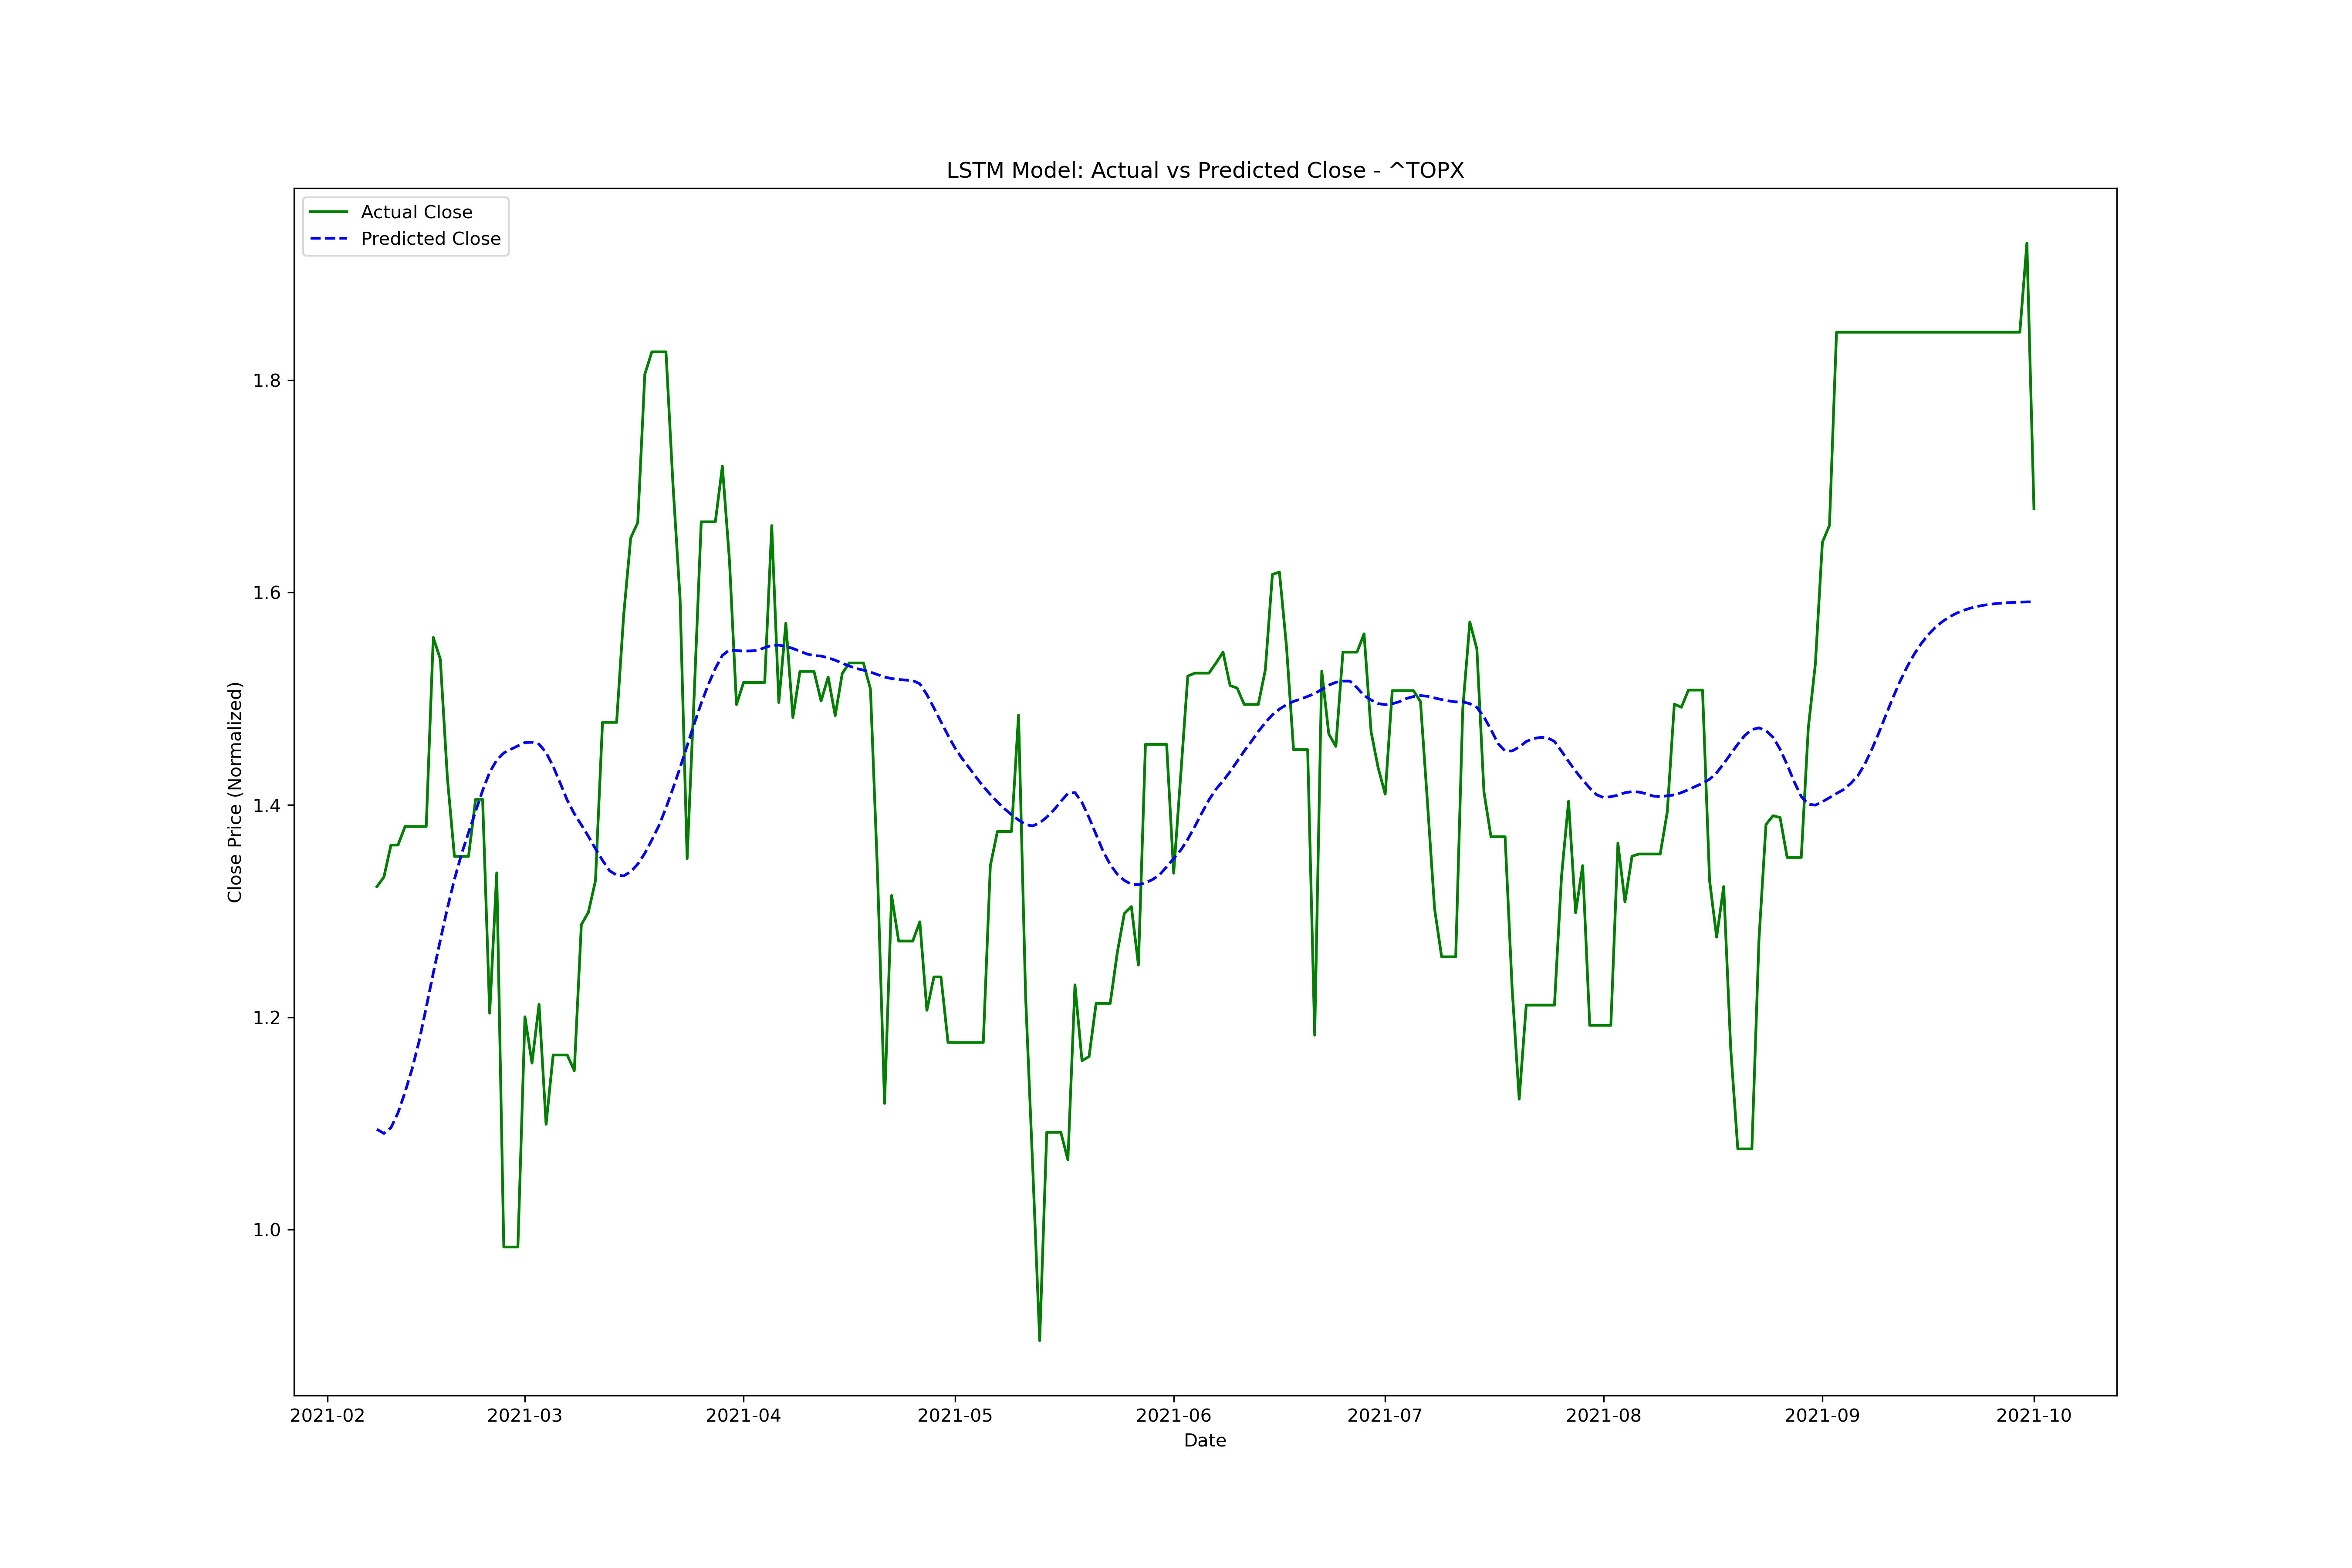 LSTM Model: Actual vs Predicted Close - ^TOPX
Actual Close
Predicted Close
Close Price (Normalized)
1.8
1.6
1.4
1.2
1.0
2021-02
2021-03
2021-04
2021-05
2021-06
2021-07
2021-08
2021-09
2021-10
Date